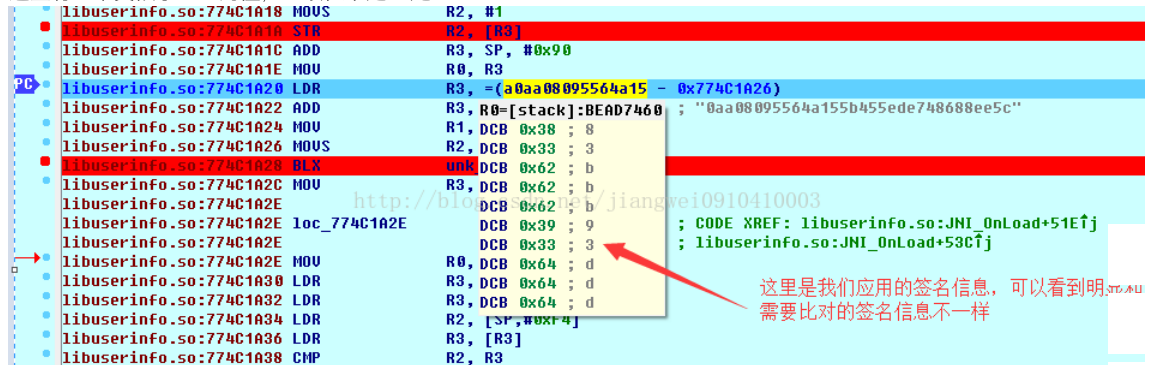 libuserinfo.so:774C1A18 MOVS R2, #1
libuserinfo.so:774C1A1A STR R2, [R3]
libuserinfo.so:774C1A1C ADD R3, SP, #0x90
libuserinfo.so:774C1A1E MOV R0, R3
PC libuserinfo.so:774C1A20 LDR R3, =(a0aa08095564a15 - 0x774C1A26)
libuserinfo.so:774C1A22 ADD R3, R0=[stack]:BEAD7460 ; "0aa08095564a155b455ede748688ee5c"
libuserinfo.so:774C1A24 MOV R1, DCB 0x38 ; 8
libuserinfo.so:774C1A26 MOVS R2, DCB 0x33 ; 3
libuserinfo.so:774C1A28 BLX unk DCB 0x62 ; b
libuserinfo.so:774C1A2C MOV R3, DCB 0x62 ; b
http://blog.csdn.net/jiangwei0910410003
libuserinfo.so:774C1A2E DCB 0x62 ; b
libuserinfo.so:774C1A2E loc_774C1A2E DCB 0x39 ; 9 ; CODE XREF: libuserinfo.so:JNI_OnLoad+51E↑j
libuserinfo.so:774C1A2E DCB 0x33 ; 3 ; libuserinfo.so:JNI_OnLoad+53C↑j
libuserinfo.so:774C1A2E MOV R0, DCB 0x64 ; d
libuserinfo.so:774C1A30 LDR R3, DCB 0x64 ; d
libuserinfo.so:774C1A32 LDR R3, DCB 0x64 ; d
libuserinfo.so:774C1A34 LDR R2, [SP,#0xF4]
libuserinfo.so:774C1A36 LDR R3, [R3]
libuserinfo.so:774C1A38 CMP R2, R3
这里是我们应用的签名信息，可以看到明
需要比对的签名信息不一样